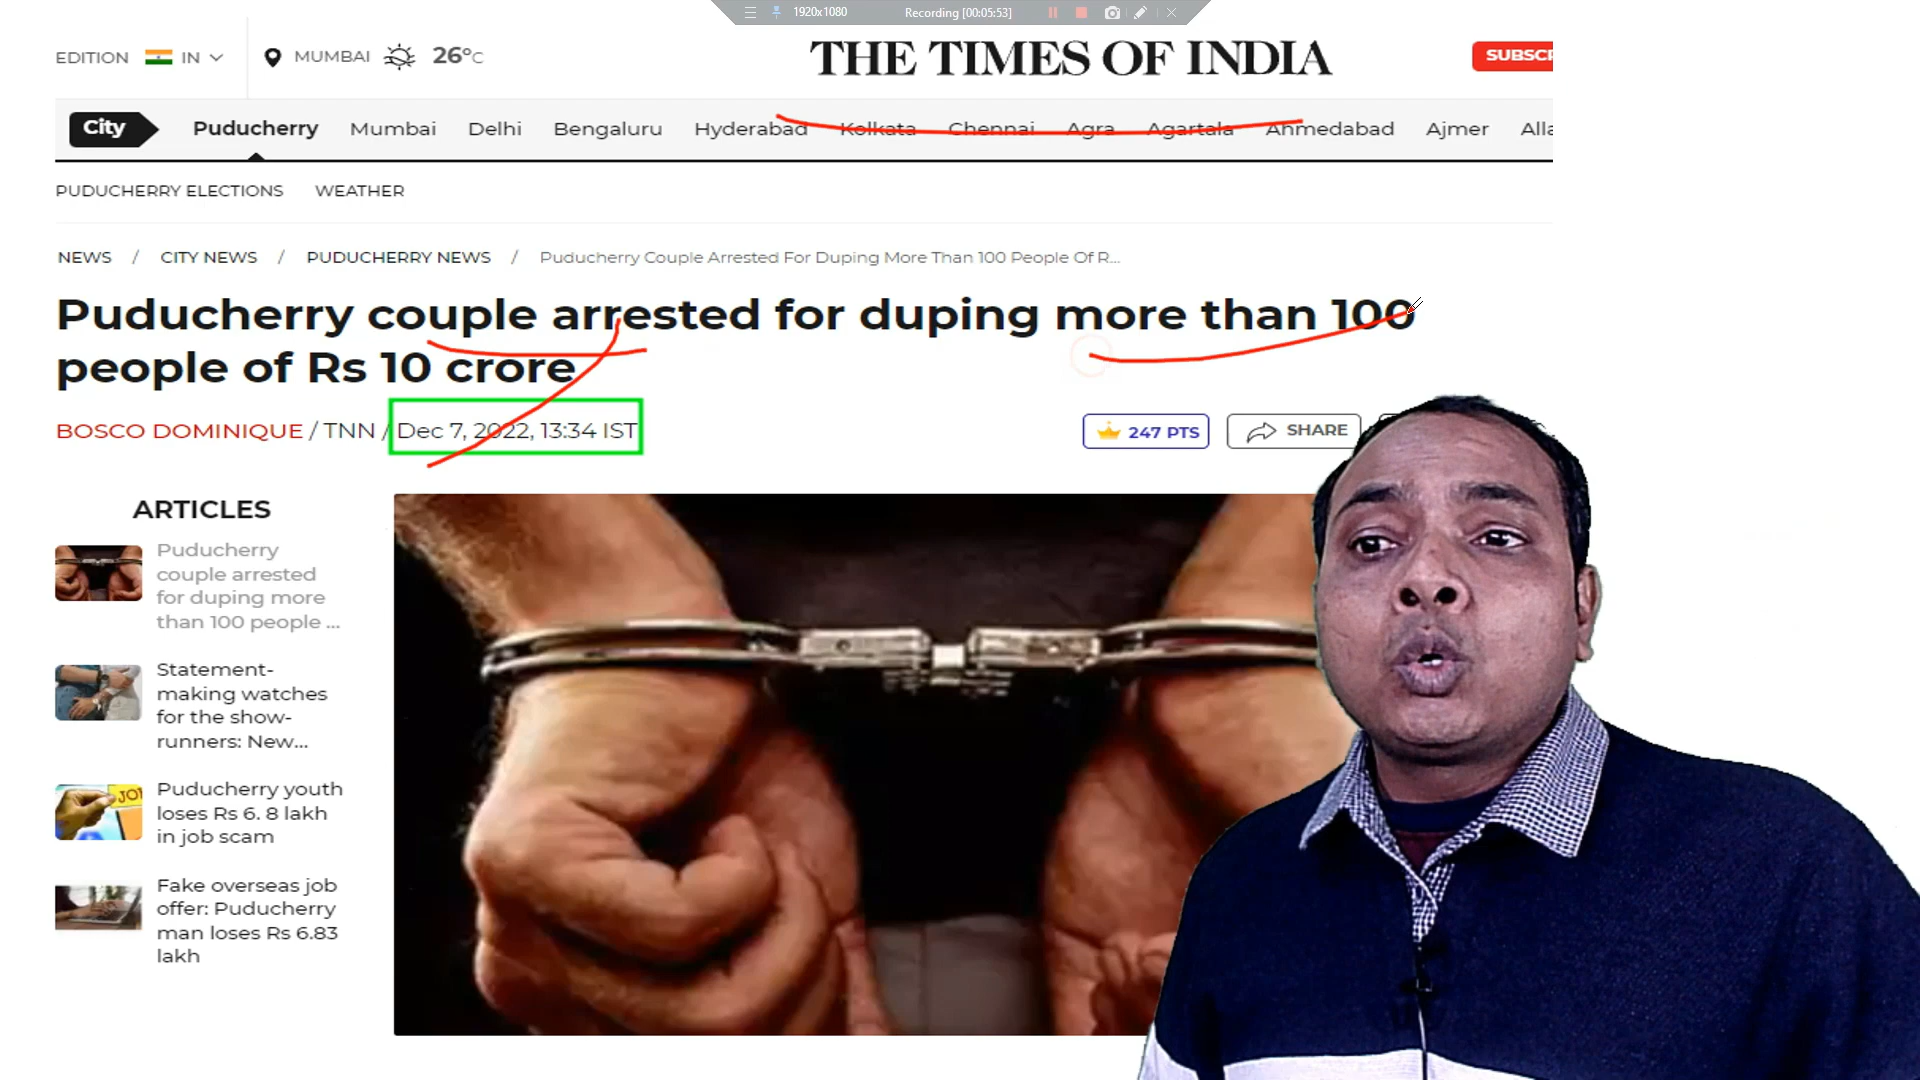 1920x1080
Recording [00:05:53]
EDITION IN
MUMBAI 26°C
THE TIMES OF INDIA
SUBSCR
City
Puducherry Mumbai Delhi Bengaluru Hyderabad Kolkata Chennai Agra Agartala Ahmedabad Ajmer Alla
PUDUCHERRY ELECTIONS WEATHER
NEWS / CITY NEWS / PUDUCHERRY NEWS / Puducherry Couple Arrested For Duping More Than 100 People Of R...
Puducherry couple arrested for duping more than 100
people of Rs 10 crore
BOSCO DOMINIQUE / TNN / Dec 7, 2022, 13:34 IST
247 PTS
SHARE
ARTICLES
Puducherry
couple arrested
for duping more
than 100 people ...
Statement-
making watches
for the show-
runners: New...
JO
Puducherry youth
loses Rs 6. 8 lakh
in job scam
Fake overseas job
offer: Puducherry
man loses Rs 6.83
lakh